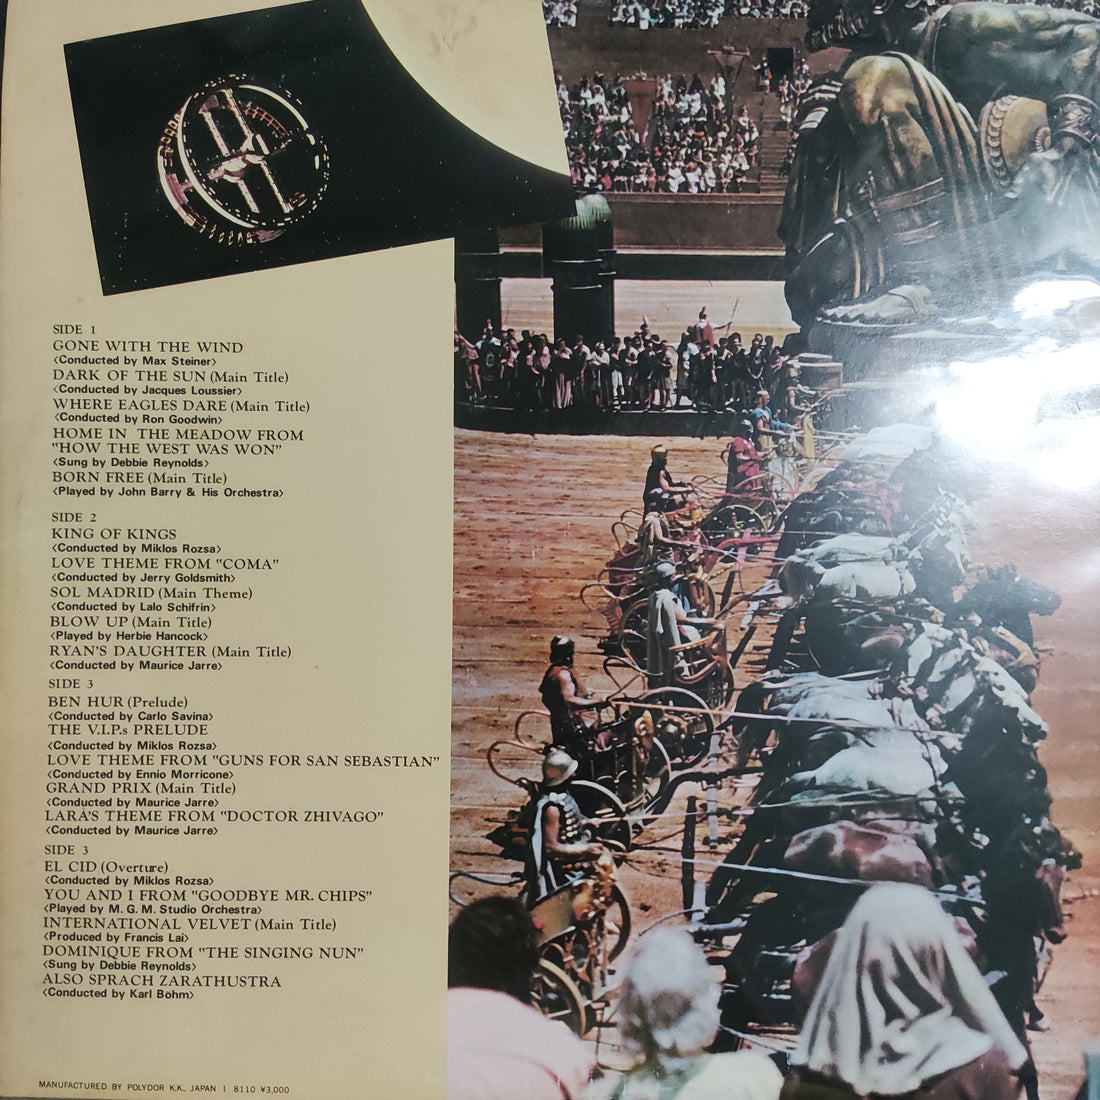 SIDE 1
GONE WITH THE WIND
<Conducted by Max Steiner>
DARK OF THE SUN (Main Title)
<Conducted by Jacques Loussier>
WHERE EAGLES DARE (Main Title)
<Conducted by Ron Goodwin>
HOME IN THE MEADOW FROM
"HOW THE WEST WAS WON"
<Sung by Debbie Reynolds>
BORN FREE (Main Title)
<Played by John Barry & His Orchestra>
SIDE 2
KING OF KINGS
<Conducted by Miklos Rozsa>
LOVE THEME FROM "COMA"
<Conducted by Jerry Goldsmith>
SOL MADRID (Main Theme)
<Conducted by Lalo Schifrin>
BLOW UP (Main Title)
<Played by Herbie Hancock>
RYAN'S DAUGHTER (Main Title)
<Conducted by Maurice Jarre>
SIDE 3
BEN HUR (Prelude)
<Conducted by Carlo Savina>
THE V.I.P.s PRELUDE
<Conducted by Miklos Rozsa>
LOVE THEME FROM "GUNS FOR SAN SEBASTIAN"
<Conducted by Ennio Morricone>
GRAND PRIX (Main Title)
<Conducted by Maurice Jarre>
LARA'S THEME FROM "DOCTOR ZHIVAGO"
<Conducted by Maurice Jarre>
SIDE 3
EL CID (Overture)
<Conducted by Miklos Rozsa>
YOU AND I FROM "GOODBYE MR. CHIPS"
<Played by M. G. M. Studio Orchestra>
INTERNATIONAL VELVET (Main Title)
<Produced by Francis Lai>
DOMINIQUE FROM "THE SINGING NUN"
<Sung by Debbie Reynolds>
ALSO SPRACH ZARATHUSTRA
<Conducted by Karl Bohm>
MANUFACTURED BY POLYDOR K.K., JAPAN 1 8110 ¥3,000